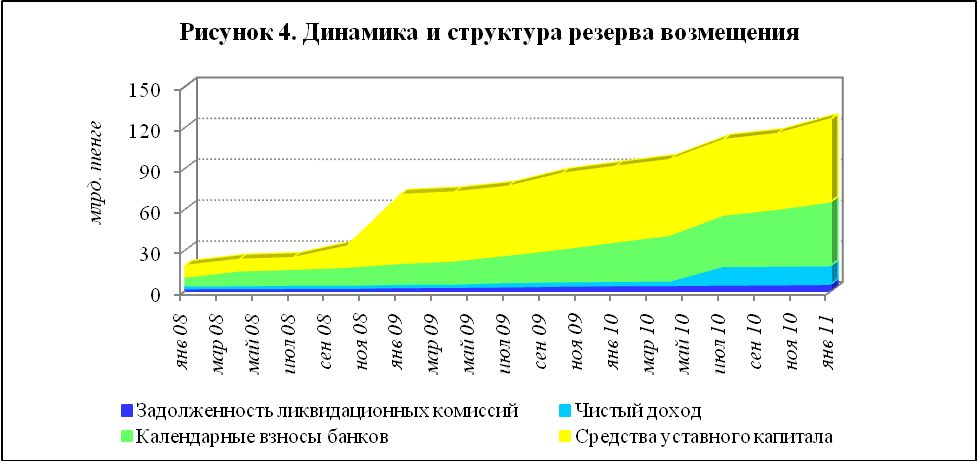 Рисунок 4. Динамика и структура резерва возмещения
млрд. тенге
150
120
90
60
30
0
янв 08
мар 08
май 08
июл 08
сен 08
ноя 08
янв 09
мар 09
май 09
июл 09
сен 09
ноя 09
янв 10
мар 10
май 10
июл 10
сен 10
ноя 10
янв 11
Задолженность ликвидационных комиссий
Чистый доход
Календарные взносы банков
Средства уставного капитала